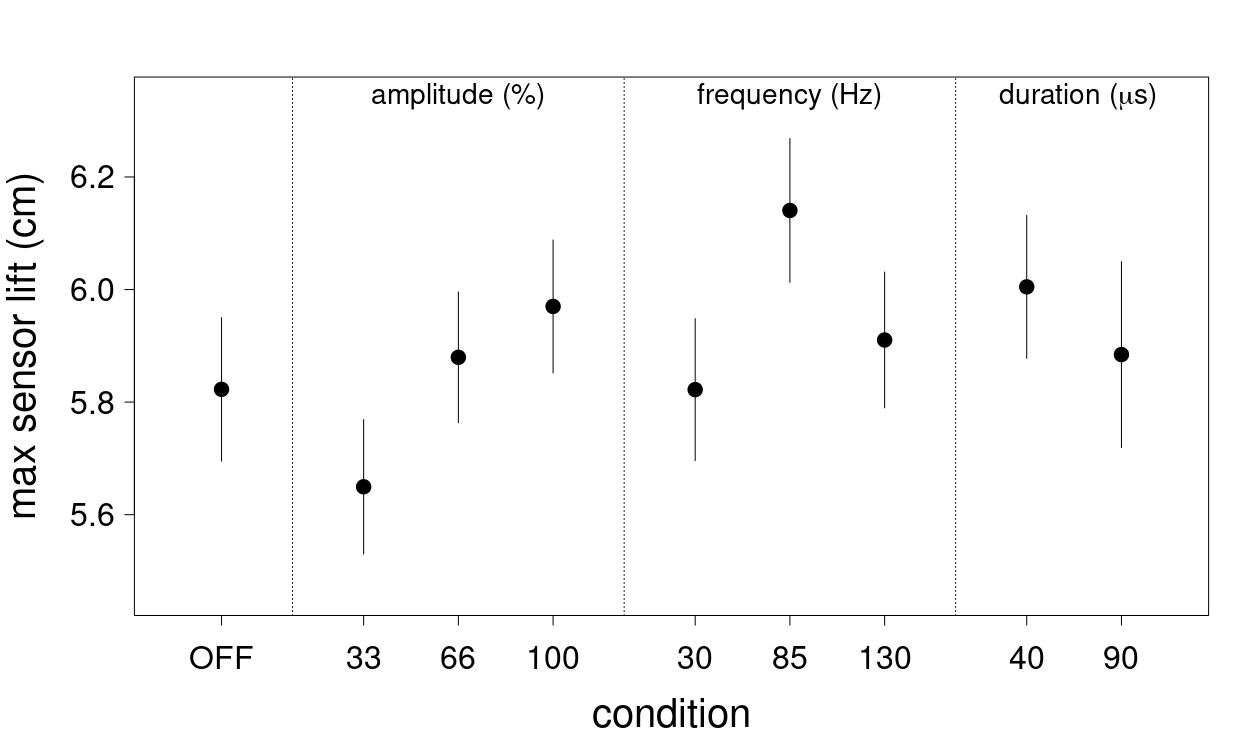 amplitude (%)
frequency (Hz)
duration (μs)
max sensor lift (cm)
6.2
6.0
5.8
5.6
OFF 33 66 100 30 85 130 40 90
condition